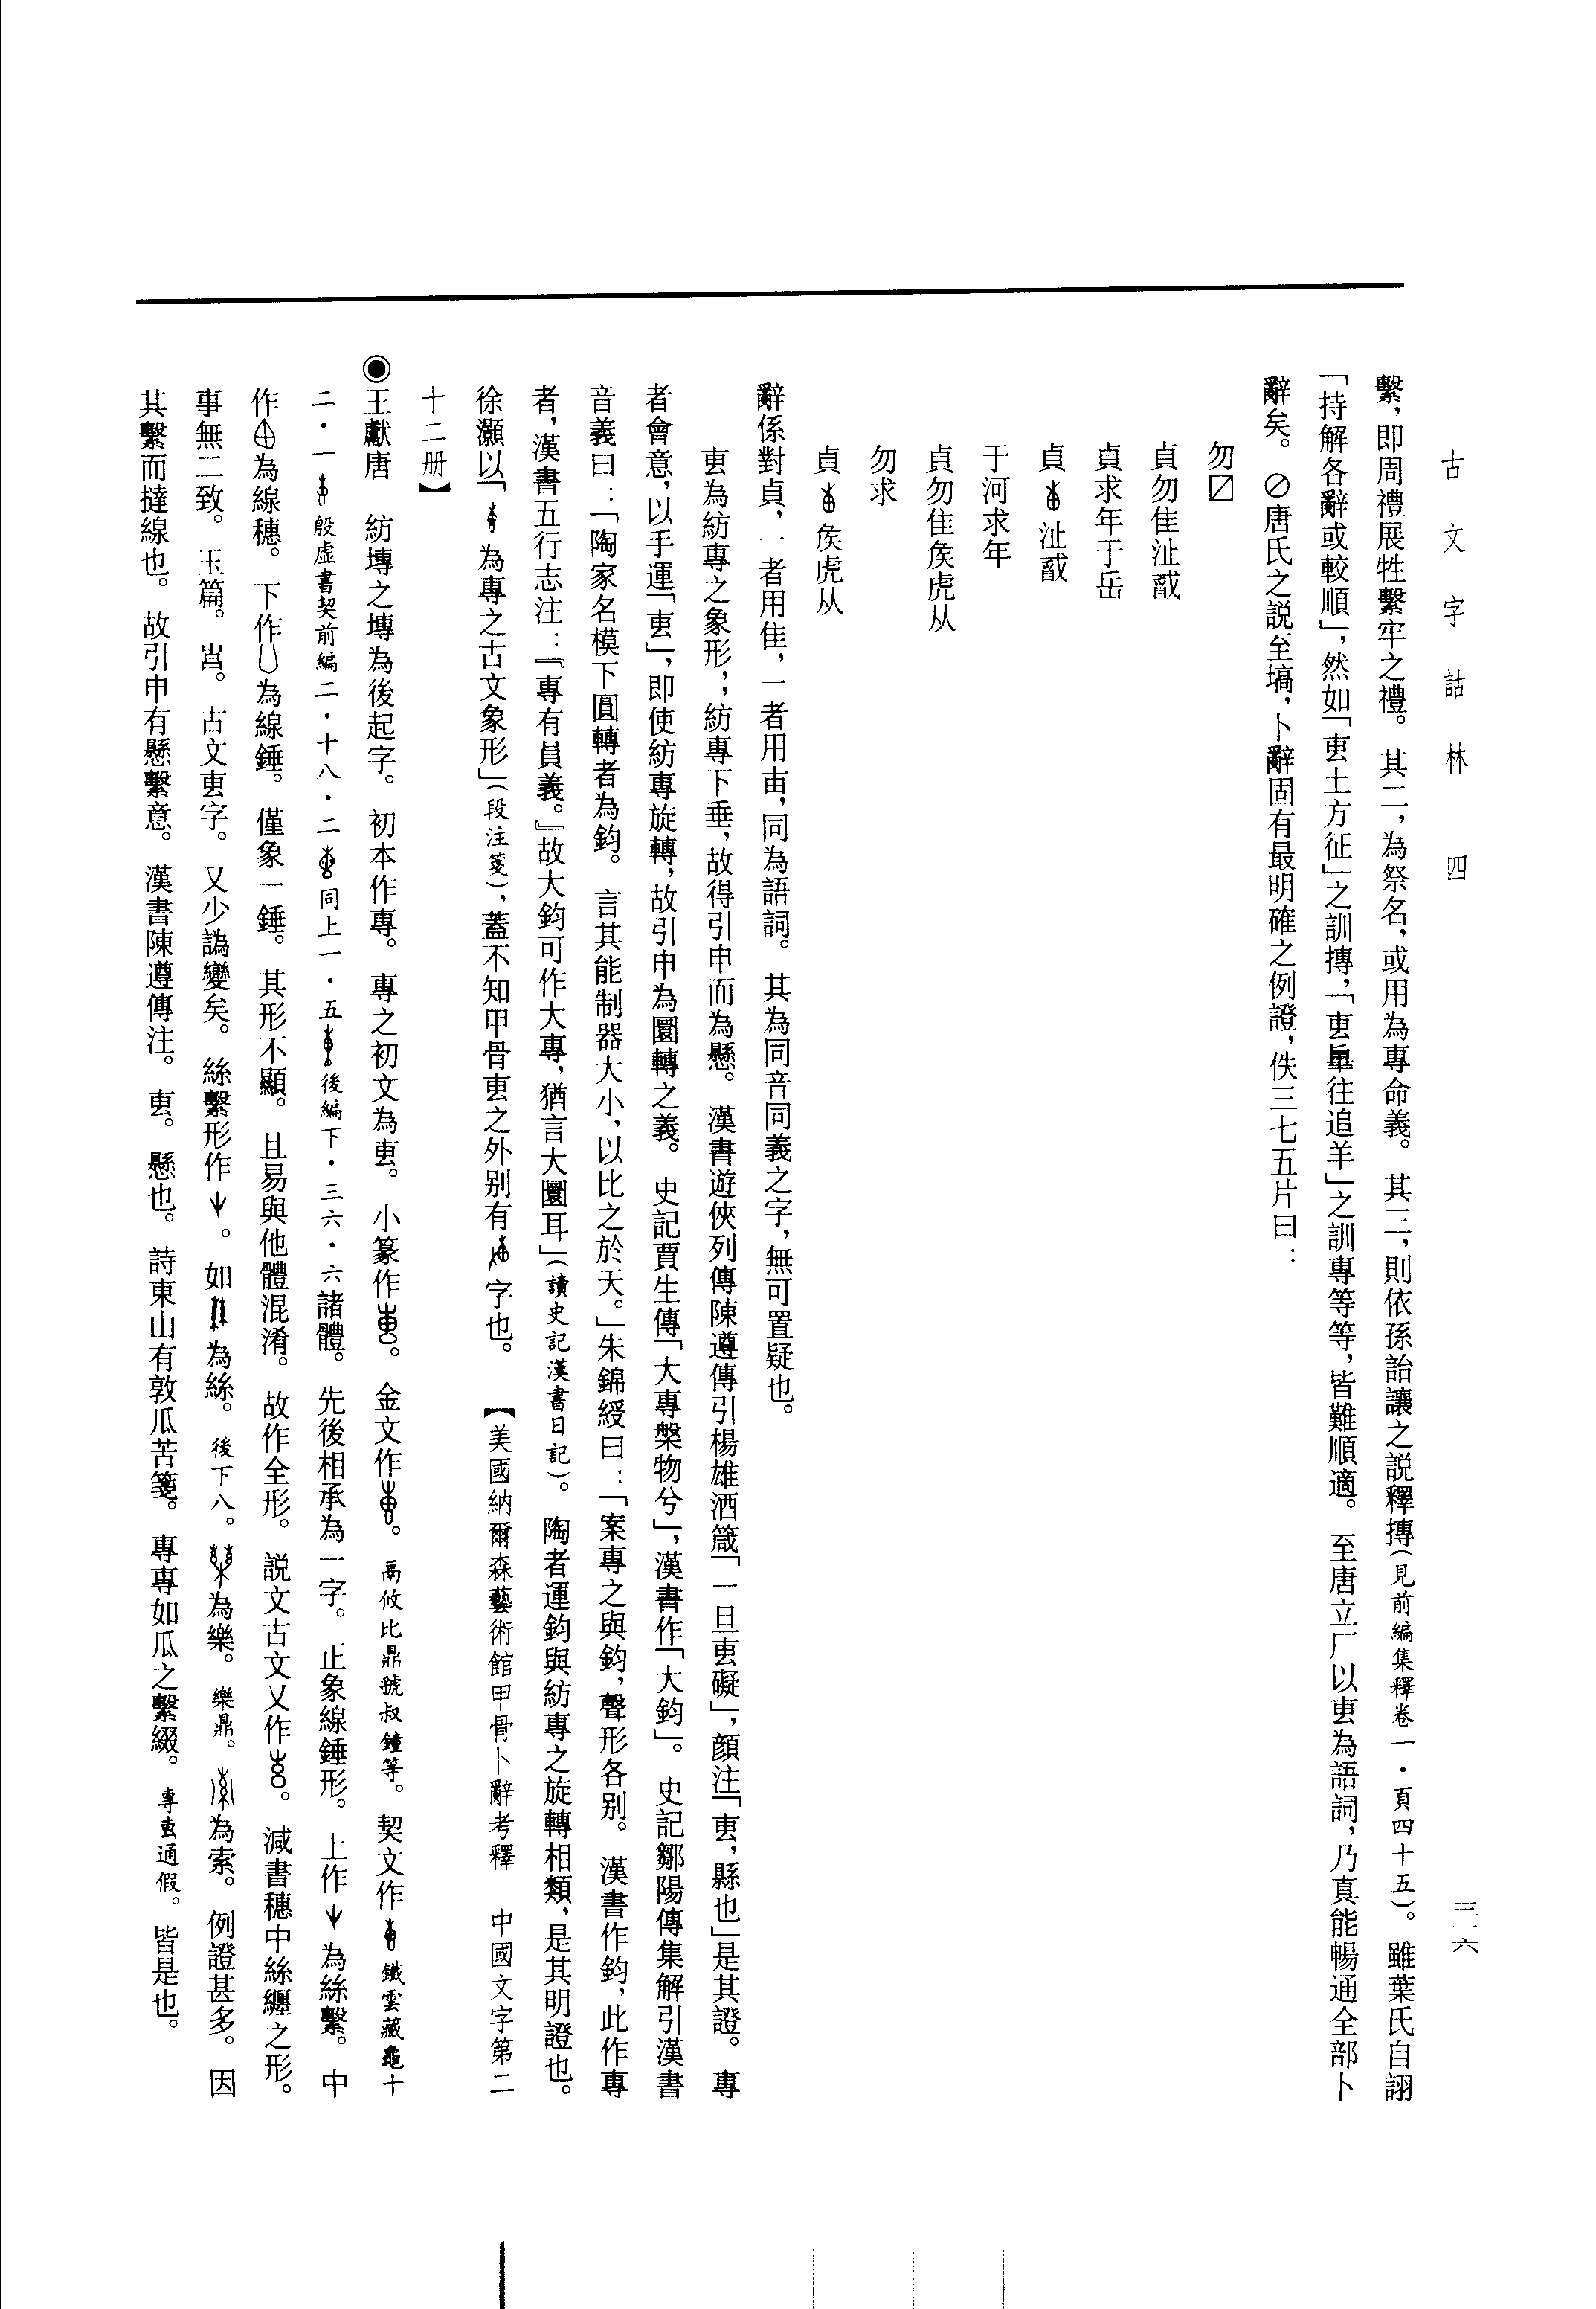 古文字詁林 四
三一六
繫，即周禮展牲繫牢之禮。其二，為祭名，或用為專命義。其三，則依孫詒讓之說釋摶（見前編集釋卷一·頁四十五）。雖葉氏自詡
「持解各辭或較順」，然如「叀土方征」之訓摶，「叀往追羊」之訓專等等，皆難順適。至唐立厂以叀為語詞，乃真能暢通全部卜
辭矣。⊘唐氏之說至塙，卜辭固有最明確之例證，佚三七五片曰：
勿☑
貞勿隹沚戜
貞求年于岳
貞沚戜
于河求年
貞勿隹矦虎从
勿求
貞矦虎从
辭係對貞，一者用隹，一者用叀，同為語詞。其為同音同義之字，無可置疑也。
叀為紡專之象形；紡專下垂，故得引申而為懸。漢書遊俠列傳陳遵傳引楊雄酒箴「一旦叀礙」，顏注「叀，縣也」是其證。專
者會意，以手運「叀」，即使紡專旋轉，故引申為圜轉之義。史記賈生傳「大專槃物兮」，漢書作「大鈞」。史記鄒陽傳集解引漢書
音義曰：「陶家名模下圓轉者為鈞。言其能制器大小，以比之於天。」朱錦綬曰：「案專之與鈞，聲形各別。漢書作鈞，此作專
者，漢書五行志注：『專有員義。』故大鈞可作大專，猶言大圜耳」（讀史記漢書日記）。陶者運鈞與紡專之旋轉相類，是其明證也。
徐灝以「為專之古文象形」（段注箋），蓋不知甲骨叀之外別有字也。【美國納爾森藝術館甲骨卜辭考釋 中國文字第二
十二册】
◉王獻唐 紡塼之塼為後起字。初本作專。專之初文為叀。小篆作。金文作。鬲攸比鼎虢叔鐘等。契文作鐵雲藏龜十
二·一殷虛書契前編二·十八·二同上一·五後編下·三六·六諸體。先後相承為一字。正象線錘形。上作為絲繫。中
作為線穗。下作為線錘。僅象一錘。其形不顯。且易與他體混淆。故作全形。說文古文又作。減書穗中絲纏之形。
事無二致。玉篇。㫄。古文叀字。又少譌變矣。絲繫形作。如為絲。後下八。為樂。樂鼎。為索。例證甚多。因
其繫而撻線也。故引申有懸繫意。漢書陳遵傳注。叀。懸也。詩東山有敦瓜苦箋。專專如瓜之繫綴。專叀通假。皆是也。